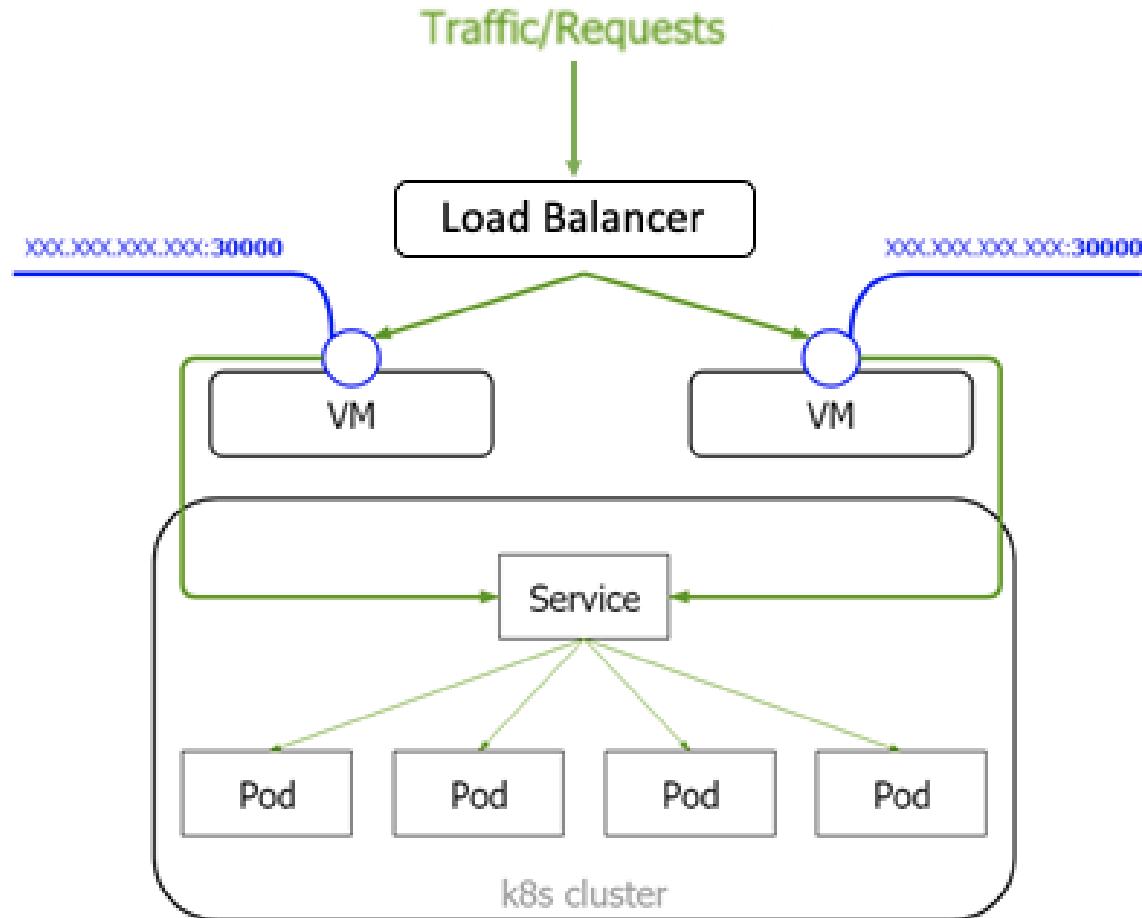 Traffic/Requests
Load Balancer
XXX.XXX.XXX.XXX:30000
XXX.XXX.XXX.XXX:30000
VM
VM
Service
Pod
Pod
Pod
Pod
k8s cluster